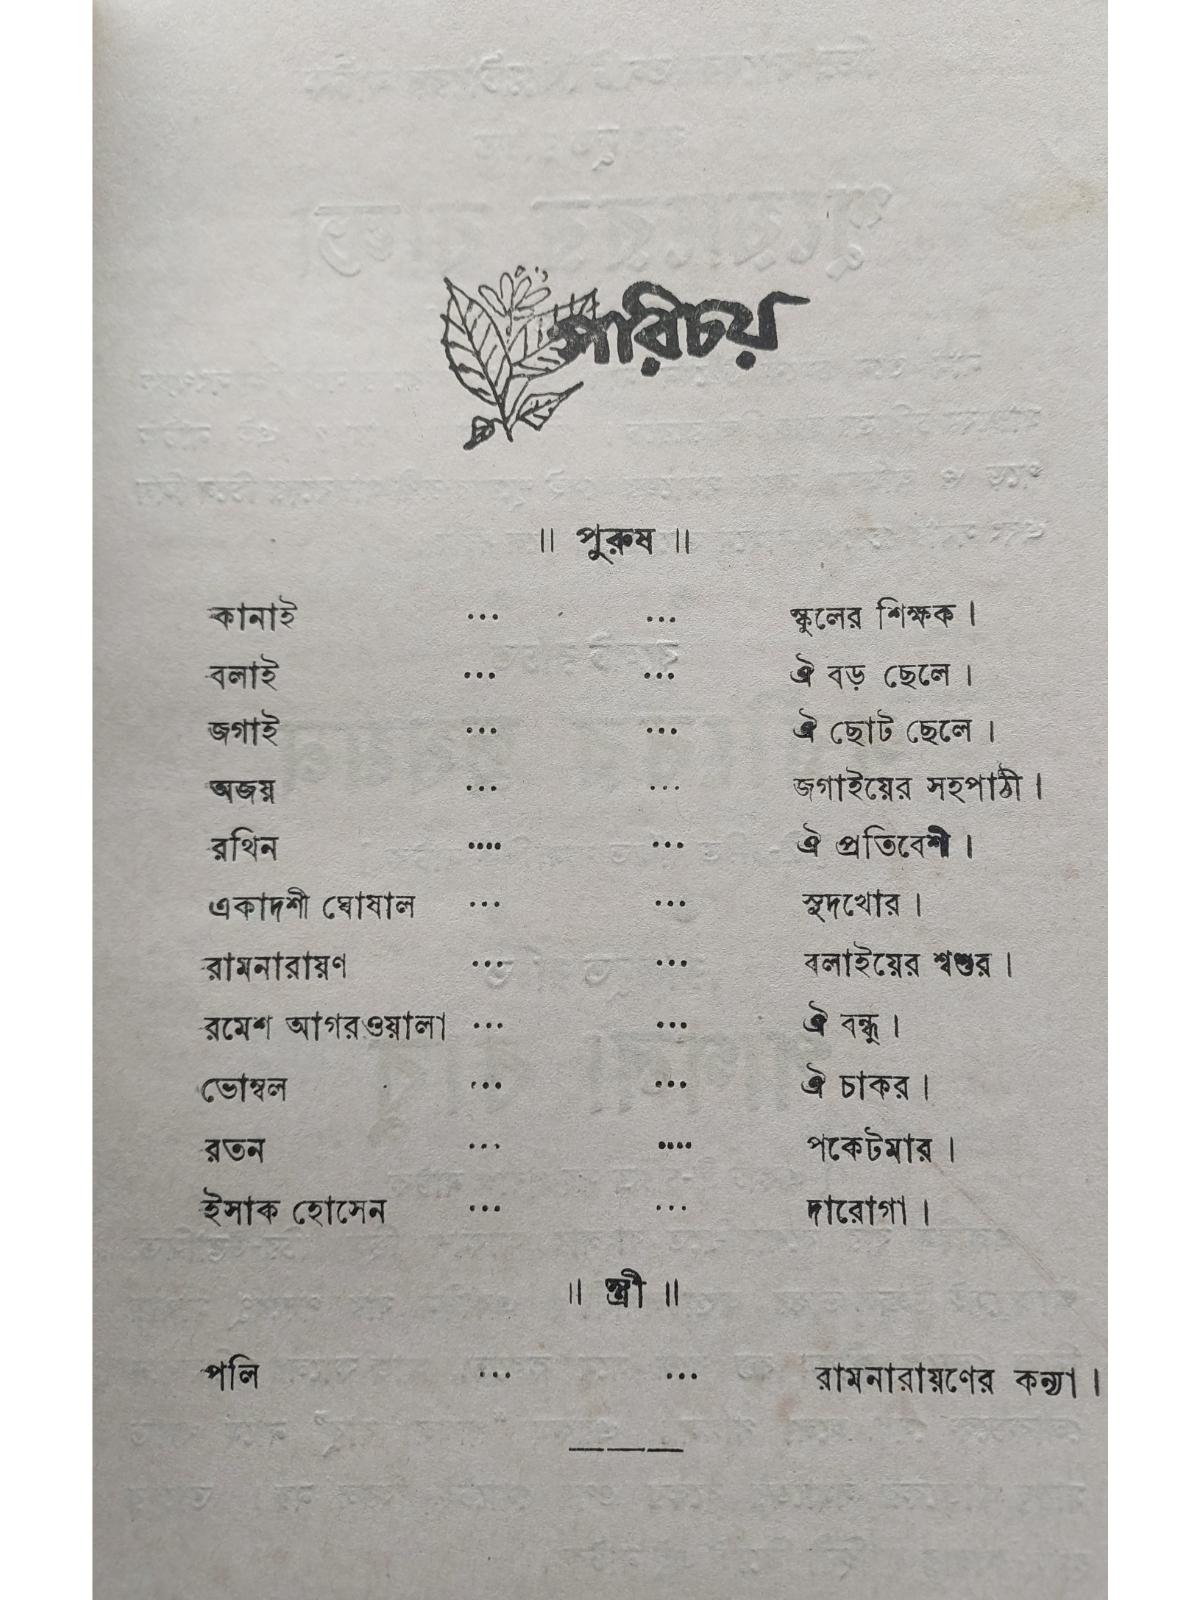 পরিচয়
॥ পুরুষ ॥
কানাই ... ... স্কুলের শিক্ষক।
বলাই ... ... ঐ বড় ছেলে।
জগাই ... ... ঐ ছোট ছেলে।
অজয় ... ... জগাইয়ের সহপাঠী।
রথিন .... ... ঐ প্রতিবেশী।
একাদশী ঘোষাল ... ... সুদখোর।
রামনারায়ণ ... ... বলাইয়ের শ্বশুর।
রমেশ আগরওয়ালা ... ... ঐ বন্ধু।
ভোম্বল ... ... ঐ চাকর।
রতন ... .... পকেটমার।
ইসাক হোসেন ... ... দারোগা।
॥ স্ত্রী ॥
পলি ... ... রামনারায়ণের কন্যা।